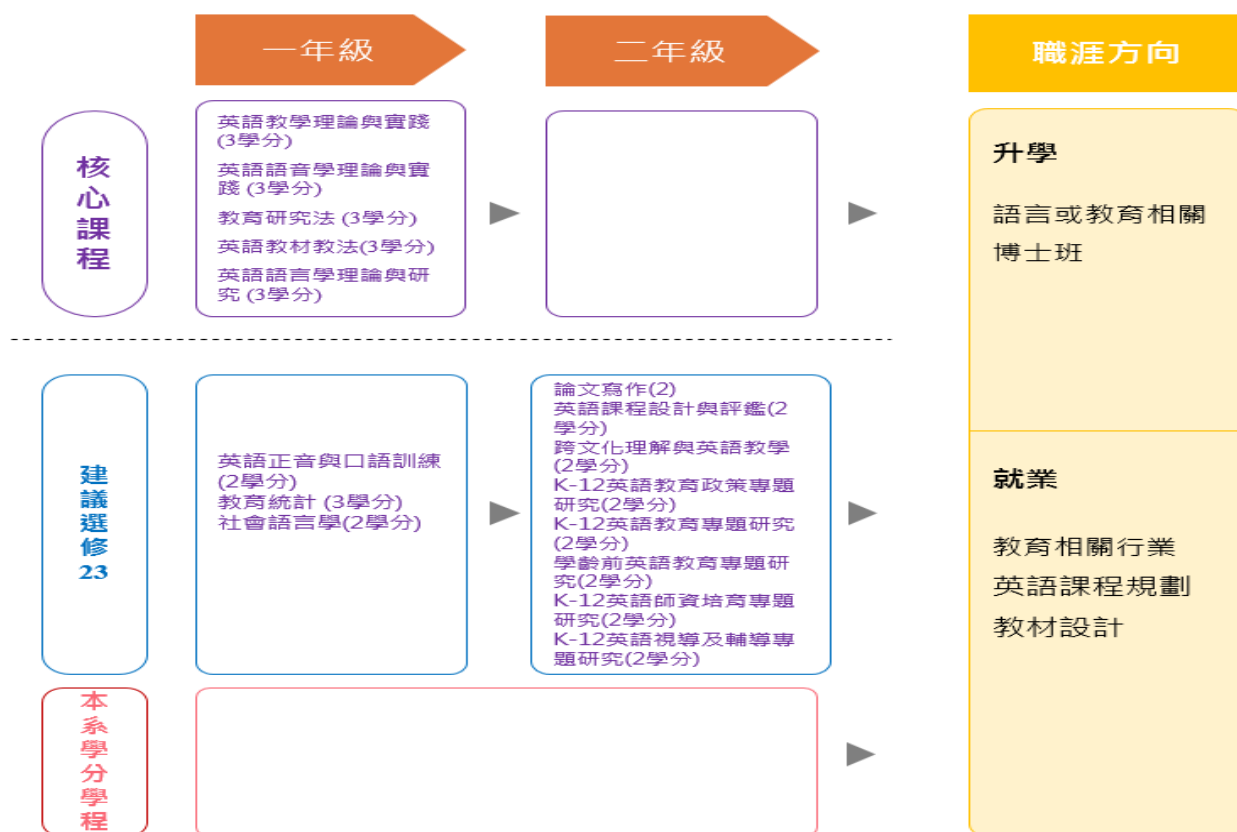 一年級
二年級
職涯方向
核
心
課
程
英語教學理論與實踐
(3學分)
英語語音學理論與實
踐 (3學分)
教育研究法 (3學分)
英語教材教法(3學分)
英語語言學理論與研
究 (3學分)
升學
語言或教育相關
博士班
建
議
選
修
23
英語正音與口語訓練
(2學分)
教育統計 (3學分)
社會語言學(2學分)
論文寫作(2)
英語課程設計與評鑑(2
學分)
跨文化理解與英語教學
(2學分)
K-12英語教育政策專題
研究(2學分)
K-12英語教育專題研究
(2學分)
學齡前英語教育專題研
究(2學分)
K-12英語師資培育專題
研究(2學分)
K-12英語視導及輔導專
題研究(2學分)
就業
教育相關行業
英語課程規劃
教材設計
本
系
學
分
學
程